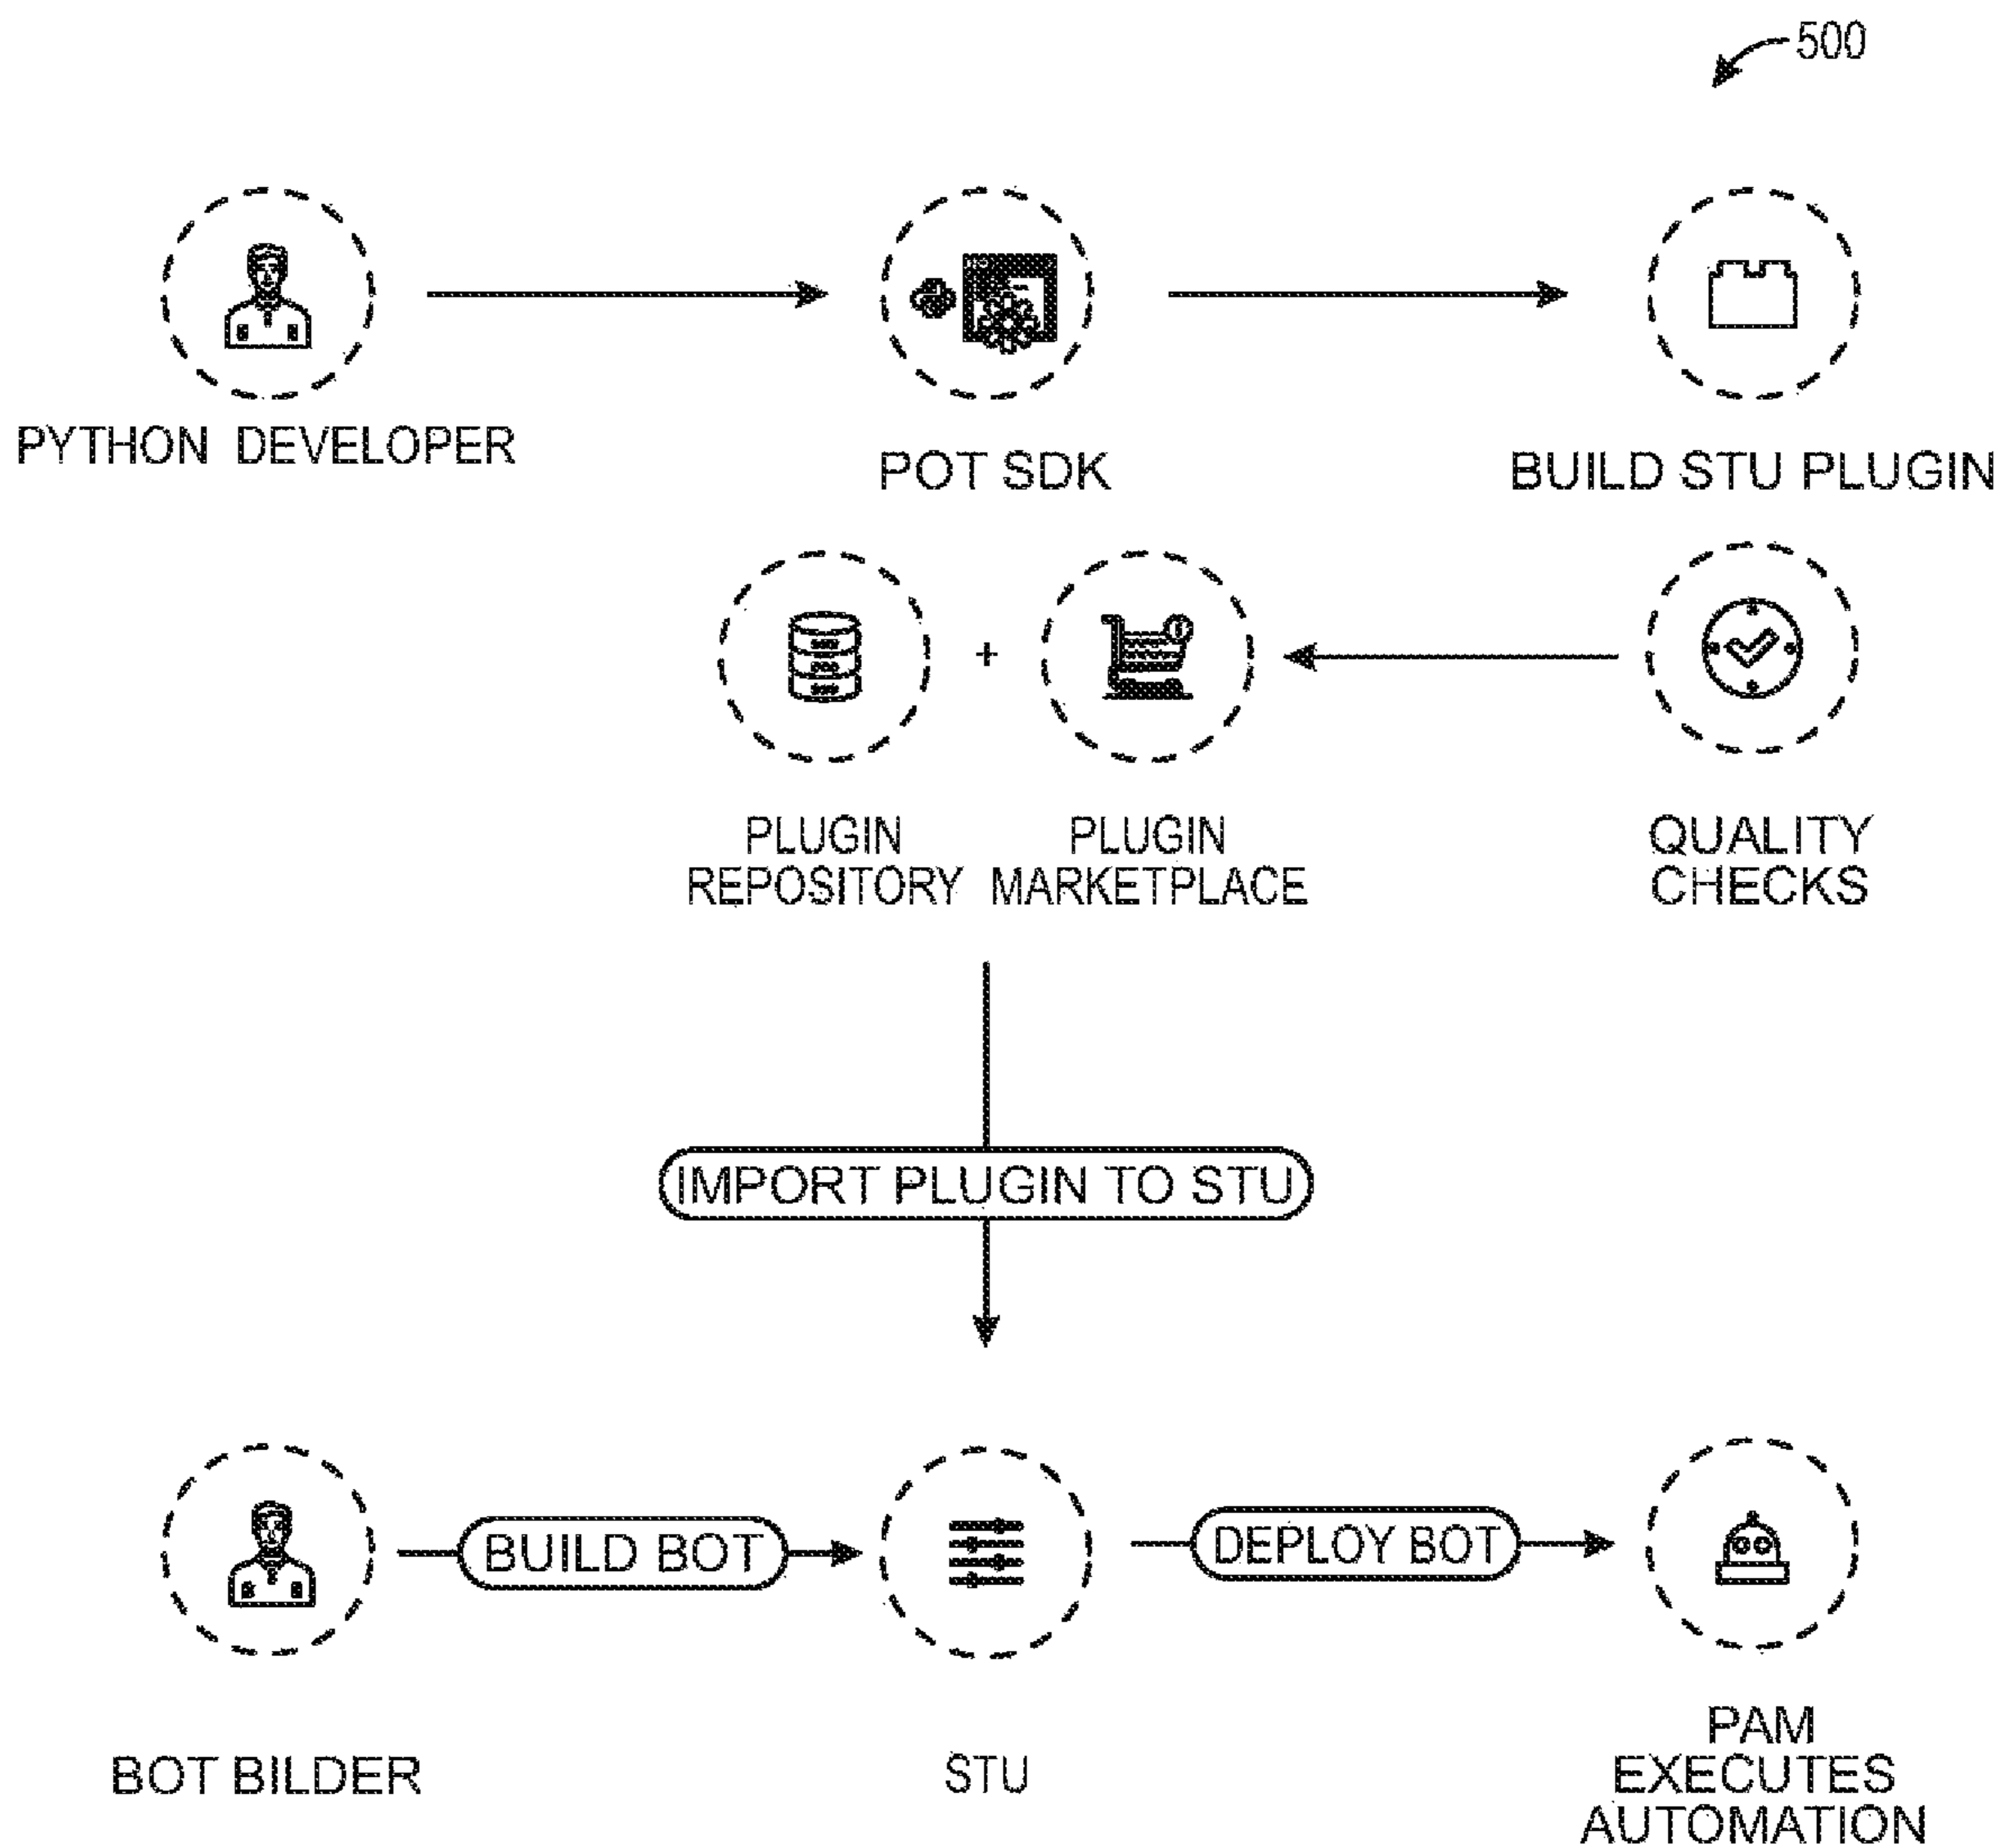 500
PYTHON DEVELOPER
POT SDK
BUILD STU PLUGIN
PLUGIN
REPOSITORY
PLUGIN
MARKETPLACE
QUALITY
CHECKS
IMPORT PLUGIN TO STU
BUILD BOT
DEPLOY BOT
BOT BILDER
STU
PAM
EXECUTES
AUTOMATION